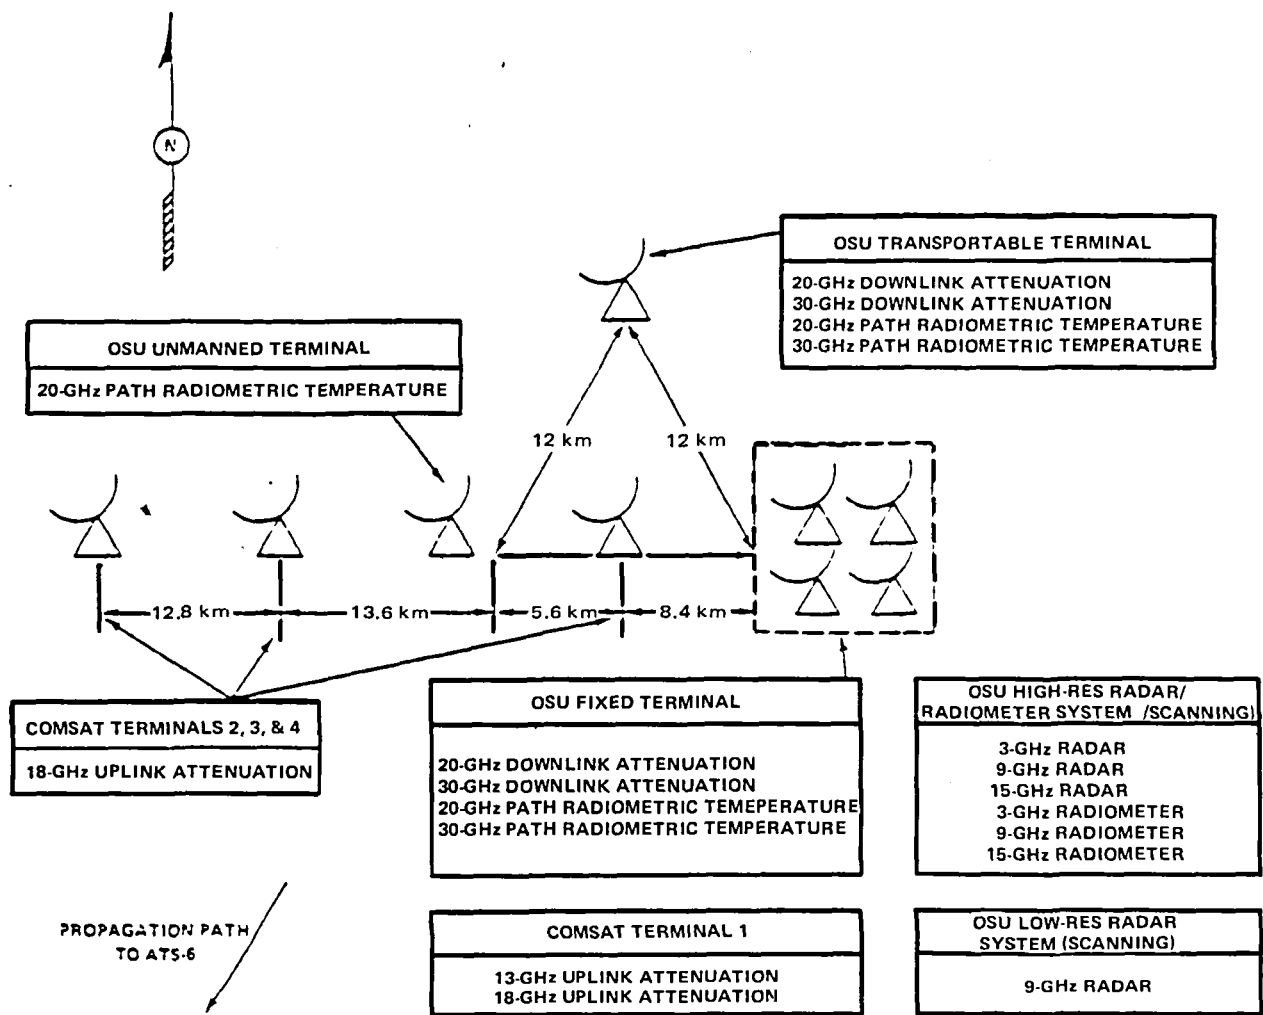 N
OSU TRANSPORTABLE TERMINAL
20-GHz DOWNLINK ATTENUATION
30-GHz DOWNLINK ATTENUATION
20-GHz PATH RADIOMETRIC TEMPERATURE
30-GHz PATH RADIOMETRIC TEMPERATURE
OSU UNMANNED TERMINAL
20-GHz PATH RADIOMETRIC TEMPERATURE
12 km
12 km
12.8 km
13.6 km
5.6 km
8.4 km
COMSAT TERMINALS 2, 3, & 4
18-GHz UPLINK ATTENUATION
OSU FIXED TERMINAL
20-GHz DOWNLINK ATTENUATION
30-GHz DOWNLINK ATTENUATION
20-GHz PATH RADIOMETRIC TEMEPERATURE
30-GHz PATH RADIOMETRIC TEMPERATURE
OSU HIGH-RES RADAR/
RADIOMETER SYSTEM /SCANNING)
3-GHz RADAR
9-GHz RADAR
15-GHz RADAR
3-GHz RADIOMETER
9-GHz RADIOMETER
15-GHz RADIOMETER
PROPAGATION PATH
TO ATS-6
COMSAT TERMINAL 1
13-GHz UPLINK ATTENUATION
18-GHz UPLINK ATTENUATION
OSU LOW-RES RADAR
SYSTEM (SCANNING)
9-GHz RADAR